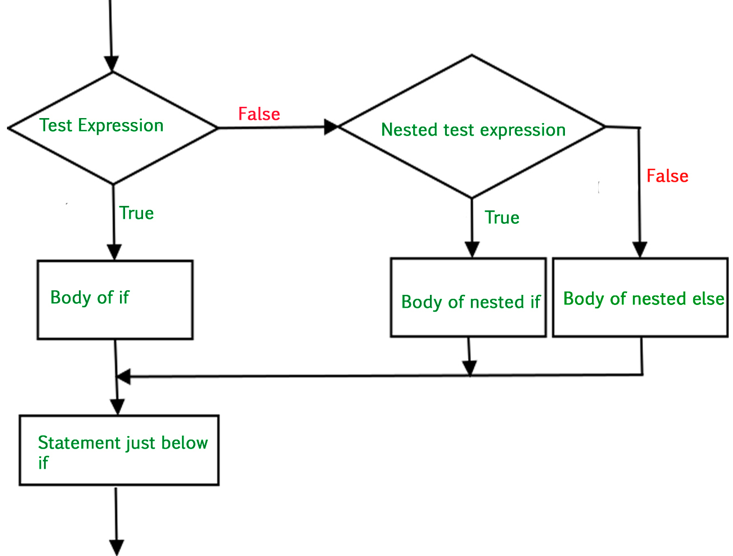 Test Expression
False
Nested test expression
False
True
True
Body of if
Body of nested if
Body of nested else
Statement just below
if